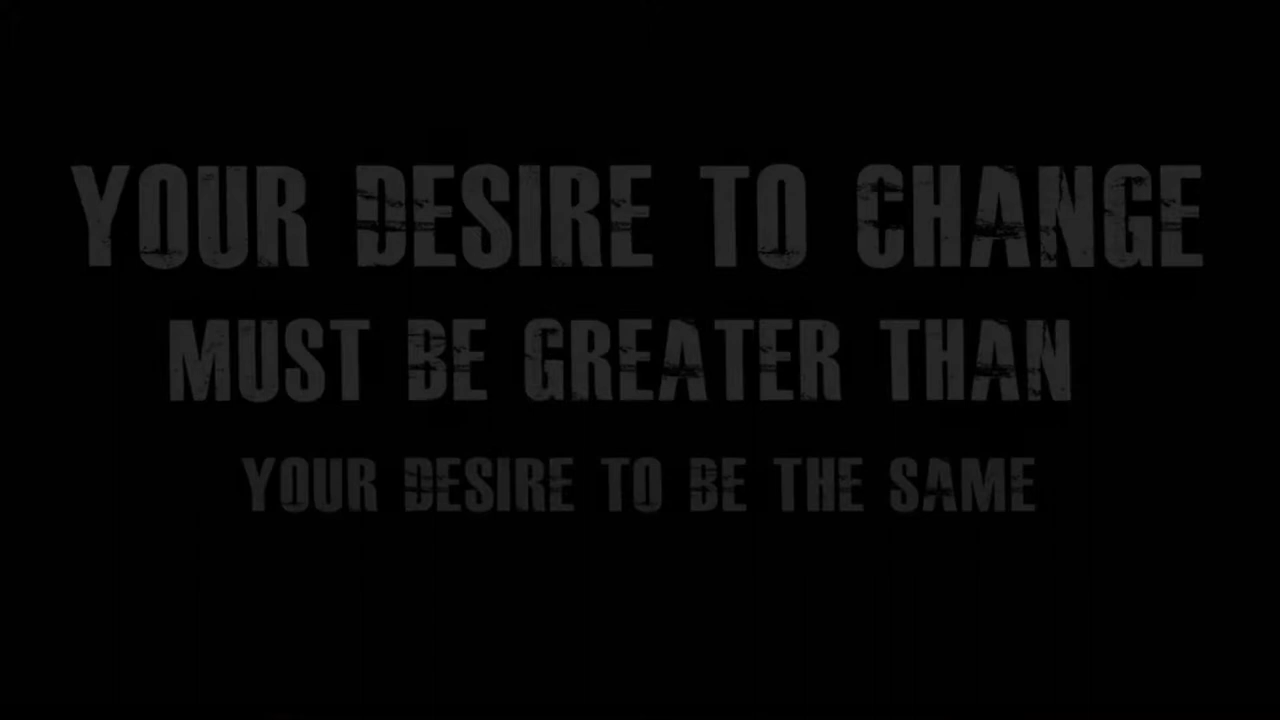 YOUR DESIRE TO CHANGE
MUST BE GREATER THAN
YOUR DESIRE TO BE THE SAME